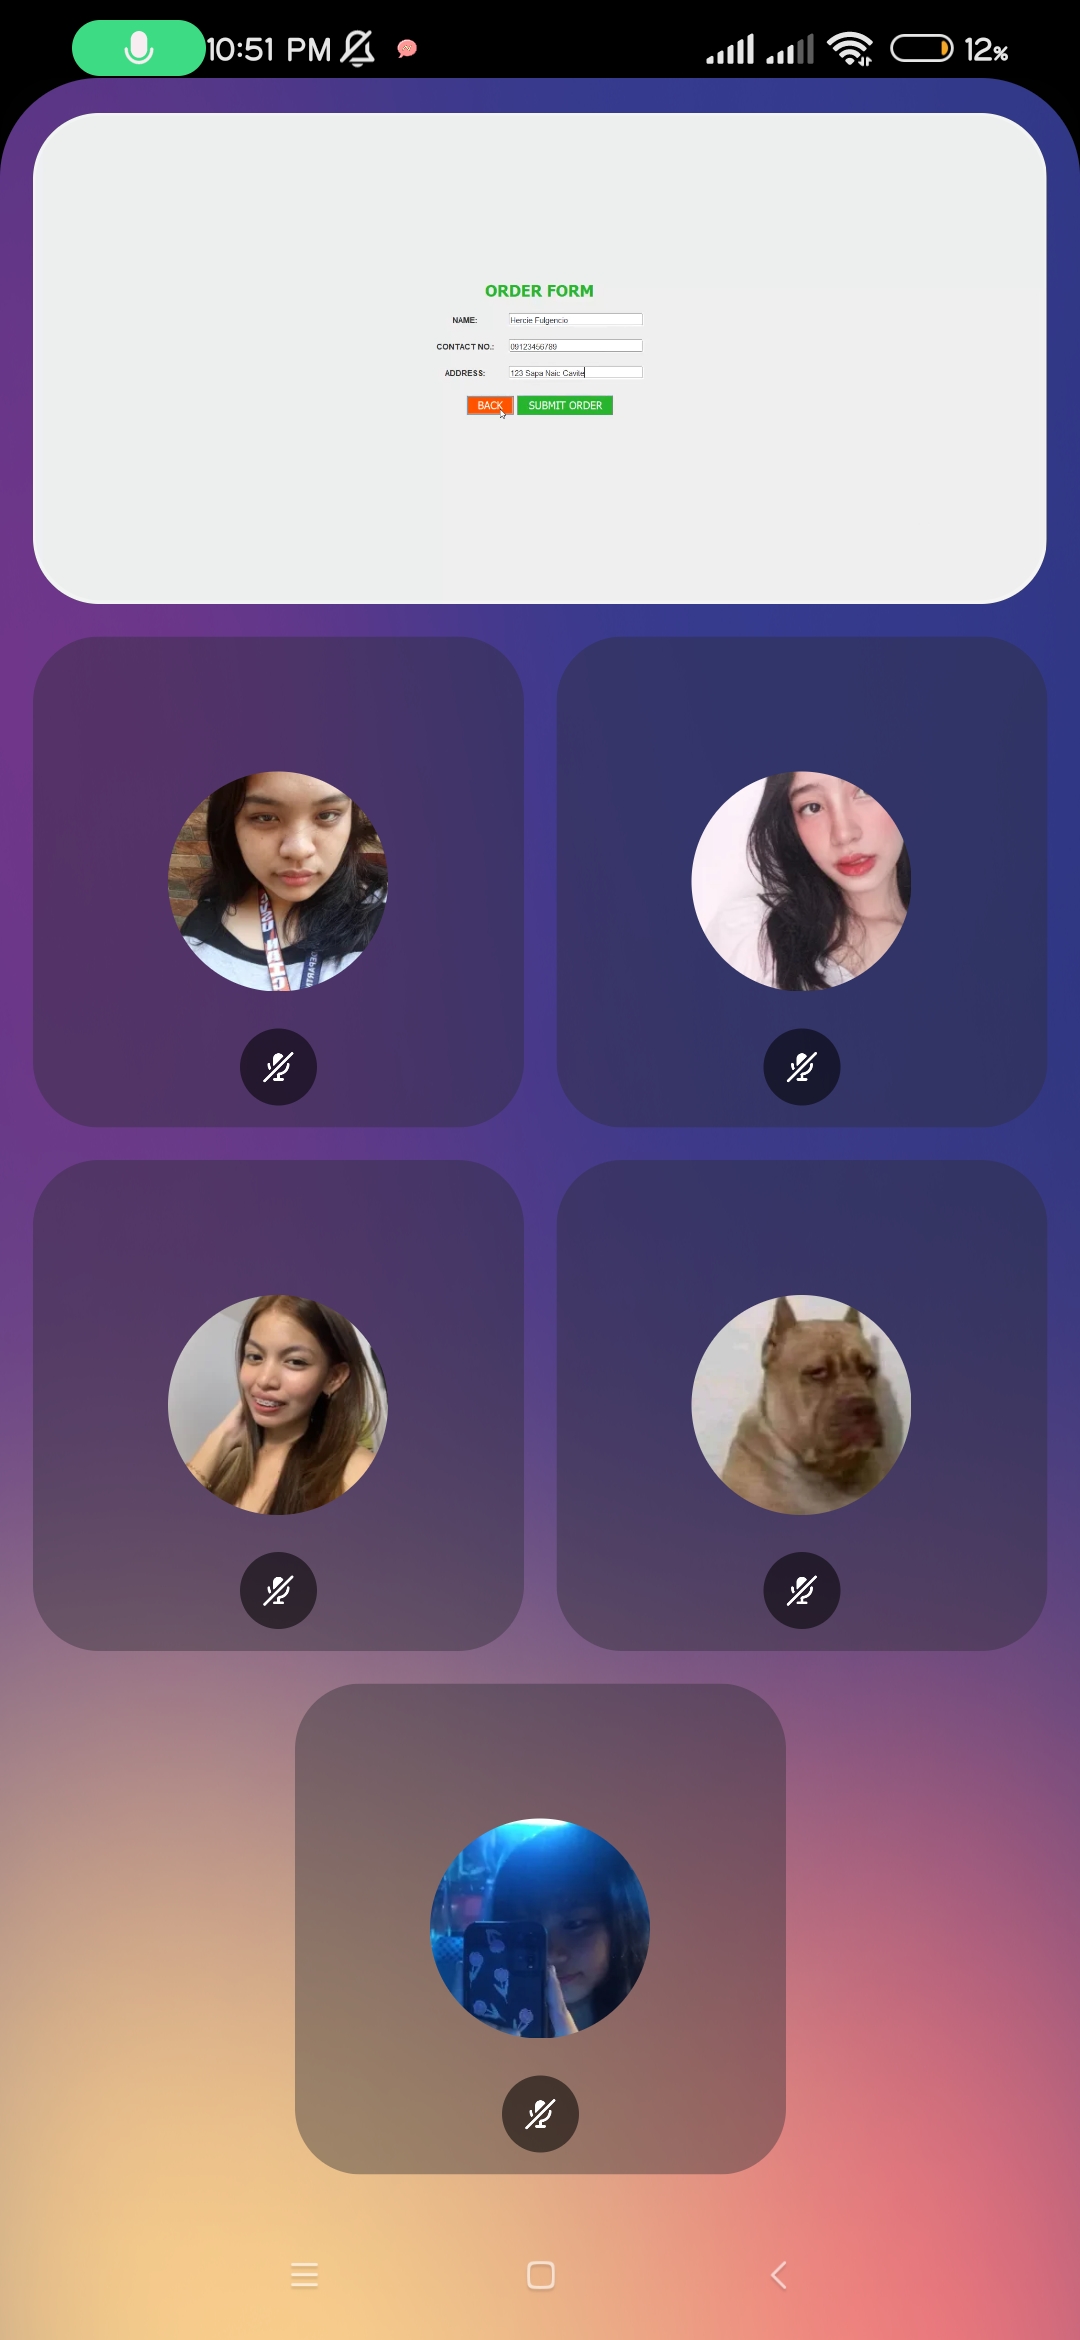 10:51 PM 12%
ORDER FORM
NAME: Hercie Fulgencio
CONTACT NO.: 09123456789
ADDRESS: 123 Sapa Naic Cavite
BACK SUBMIT ORDER